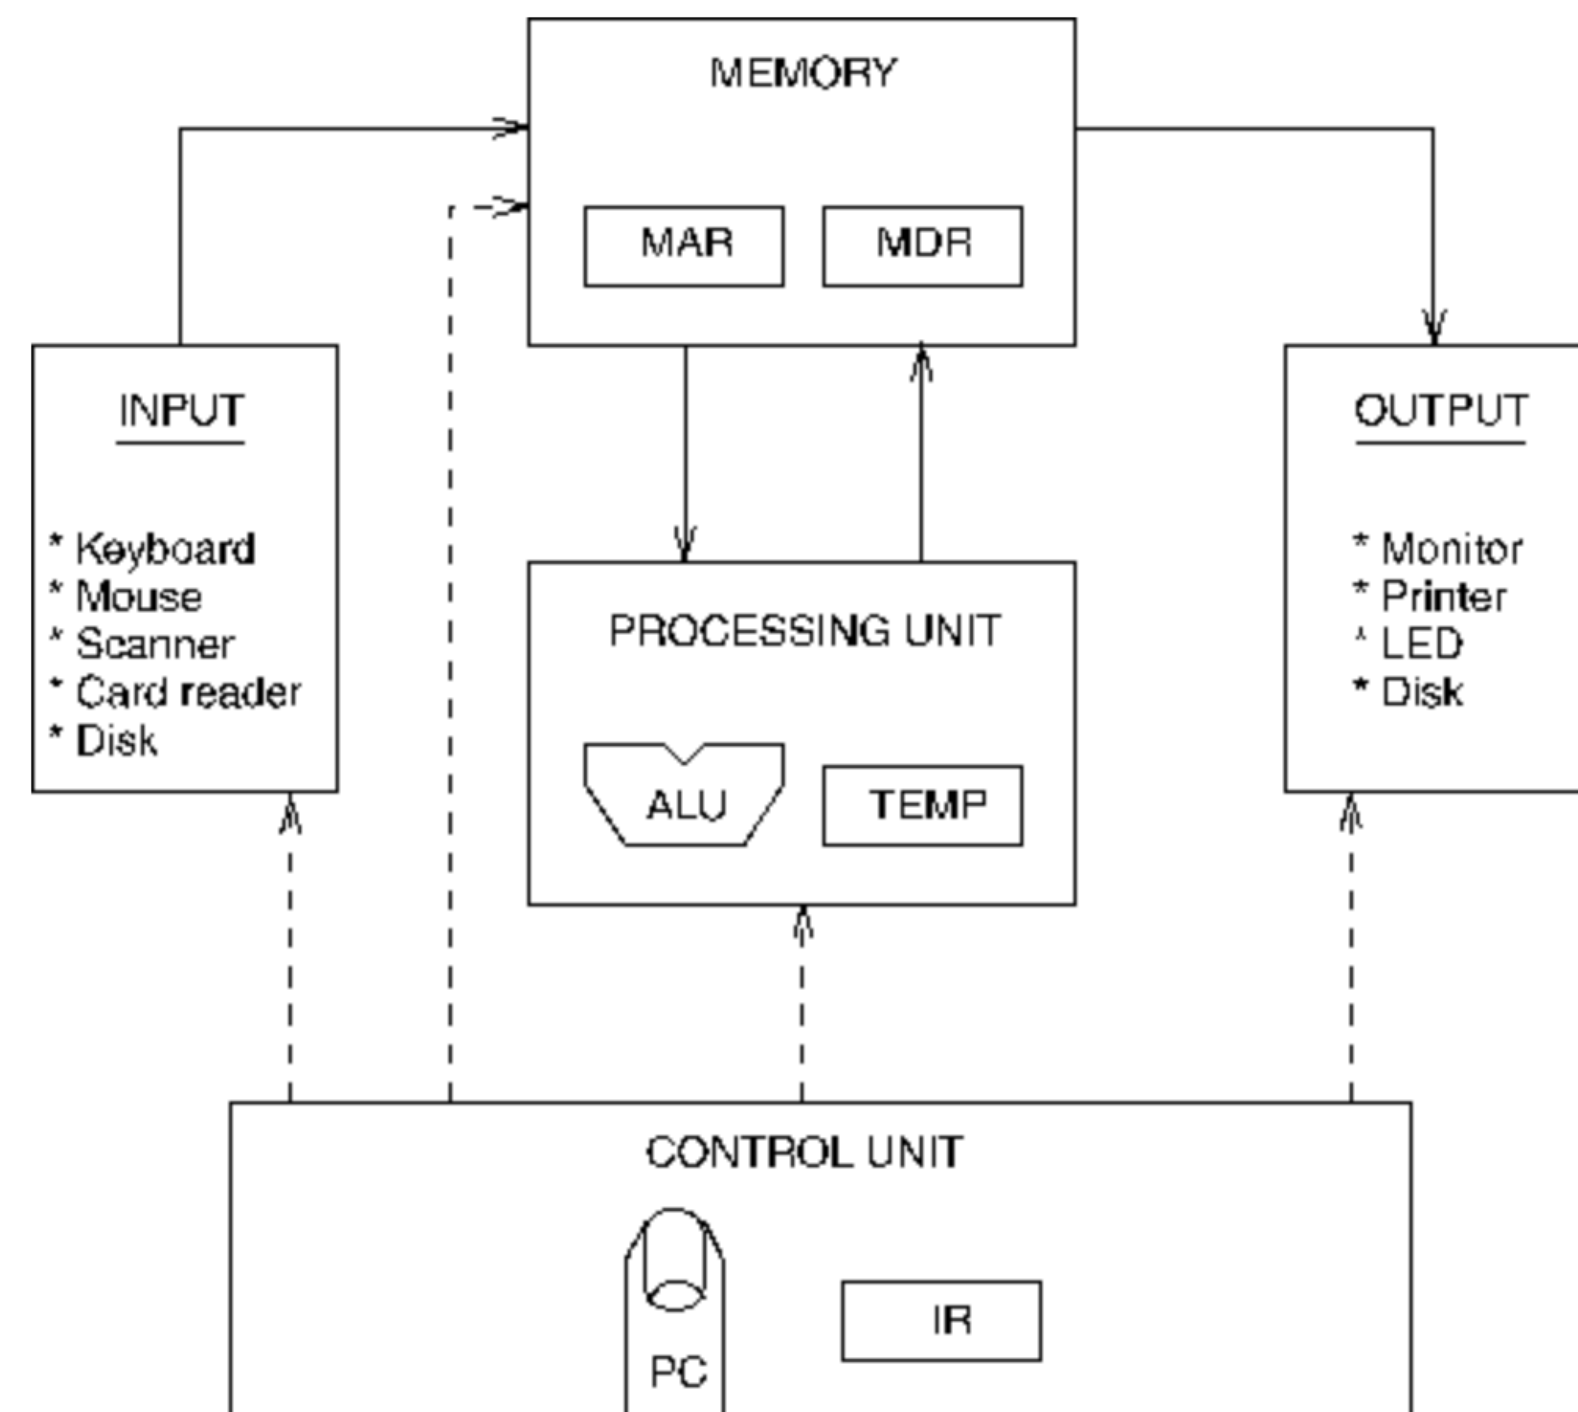 MEMORY
MAR
MDR
INPUT
* Keyboard
* Mouse
* Scanner
* Card reader
* Disk
OUTPUT
* Monitor
* Printer
* LED
* Disk
PROCESSING UNIT
ALU
TEMP
CONTROL UNIT
IR
PC